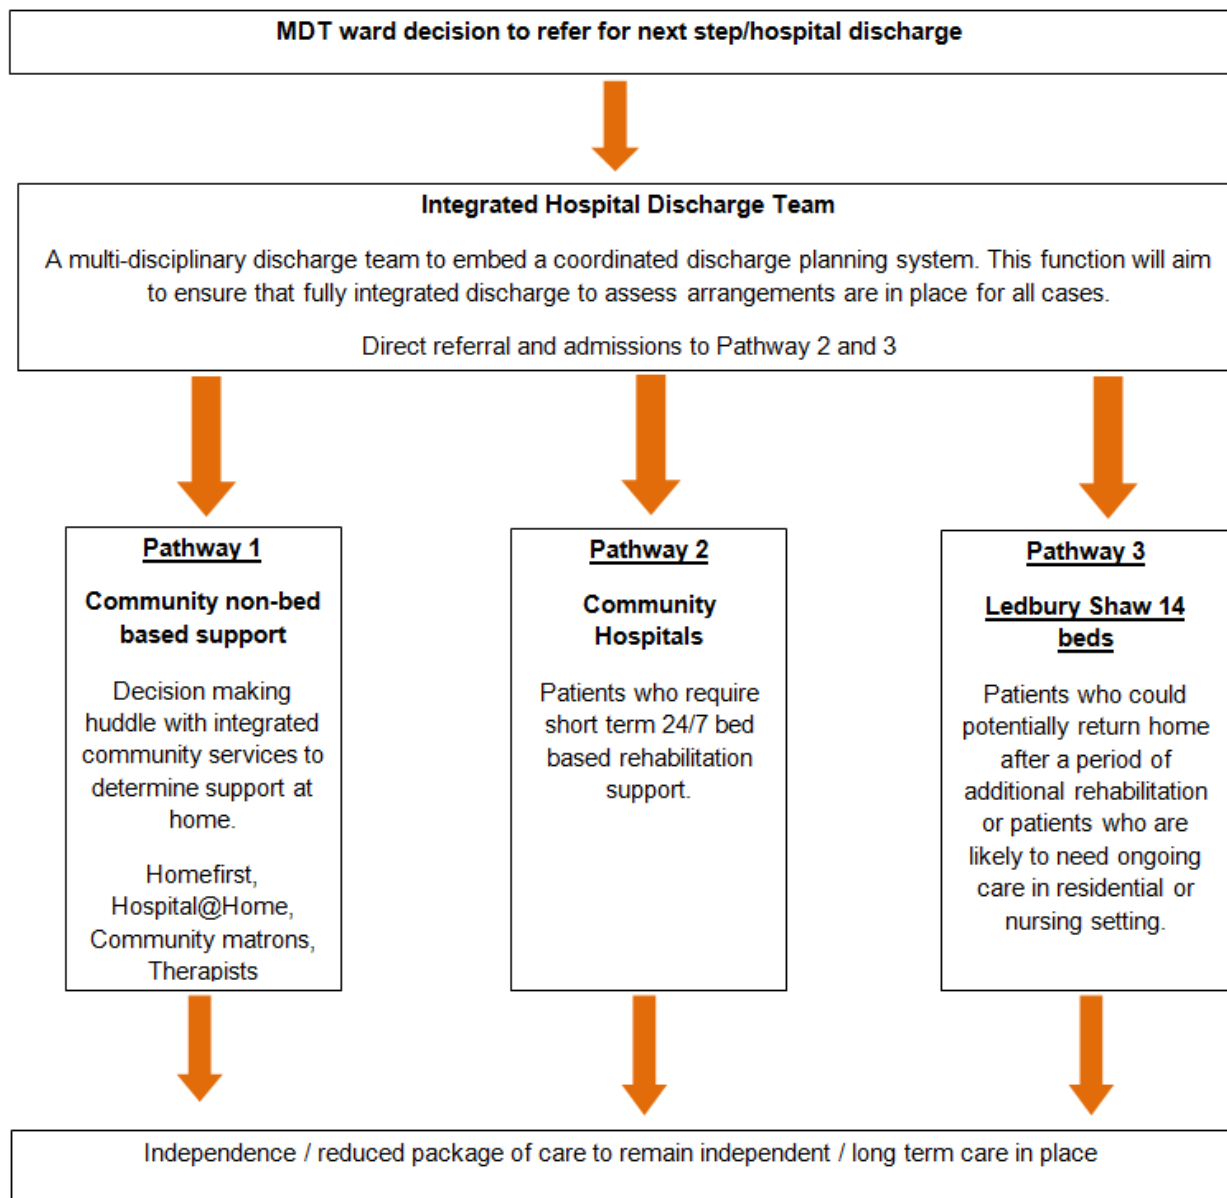 MDT ward decision to refer for next step/hospital discharge
Integrated Hospital Discharge Team
A multi-disciplinary discharge team to embed a coordinated discharge planning system. This function will aim
to ensure that fully integrated discharge to assess arrangements are in place for all cases.
Direct referral and admissions to Pathway 2 and 3
Pathway 1
Community non-bed
based support
Decision making
huddle with integrated
community services to
determine support at
home.
Homefirst,
Hospital@Home,
Community matrons,
Therapists
Pathway 2
Community
Hospitals
Patients who require
short term 24/7 bed
based rehabilitation
support.
Pathway 3
Ledbury Shaw 14
beds
Patients who could
potentially return home
after a period of
additional rehabilitation
or patients who are
likely to need ongoing
care in residential or
nursing setting.
Independence / reduced package of care to remain independent / long term care in place